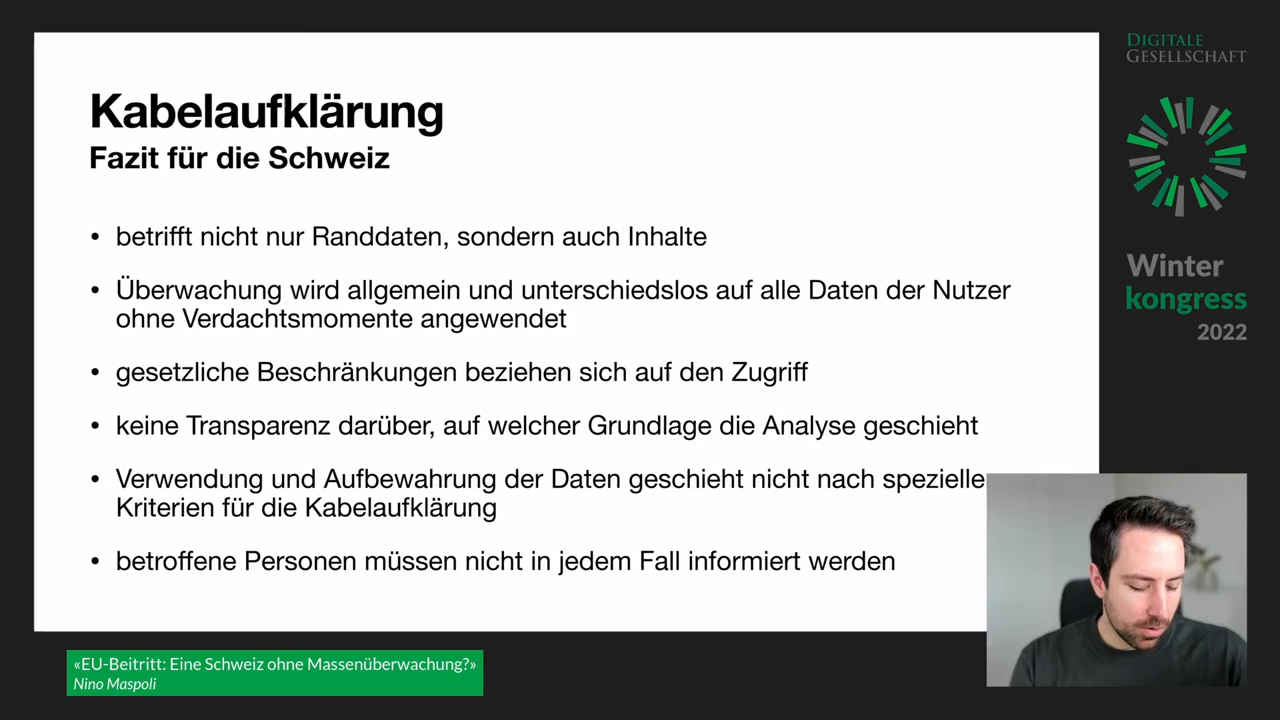 Kabelaufklärung
Fazit für die Schweiz
• betrifft nicht nur Randdaten, sondern auch Inhalte
• Überwachung wird allgemein und unterschiedslos auf alle Daten der Nutzer
ohne Verdachtsmomente angewendet
• gesetzliche Beschränkungen beziehen sich auf den Zugriff
• keine Transparenz darüber, auf welcher Grundlage die Analyse geschieht
• Verwendung und Aufbewahrung der Daten geschieht nicht nach spezielle
Kriterien für die Kabelaufklärung
• betroffene Personen müssen nicht in jedem Fall informiert werden
DIGITALE
GESELLSCHAFT
Winter
kongress
2022
«EU-Beitritt: Eine Schweiz ohne Massenüberwachung?»
Nino Maspoli